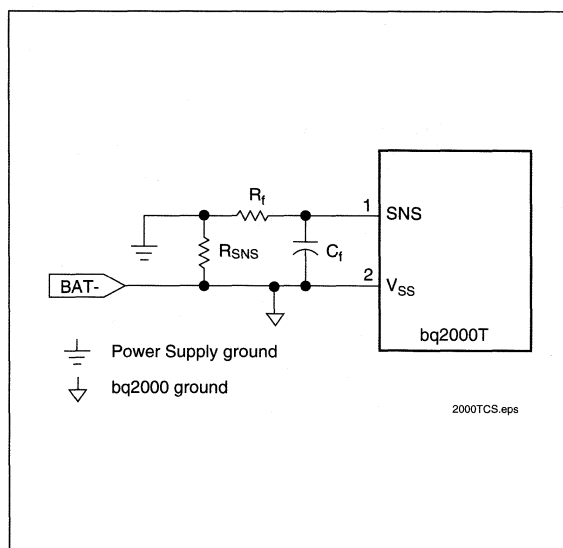 Rf
1 SNS
RSNS
Cf
BAT-
2 VSS
bq2000T
Power Supply ground
bq2000 ground
2000TCS.eps